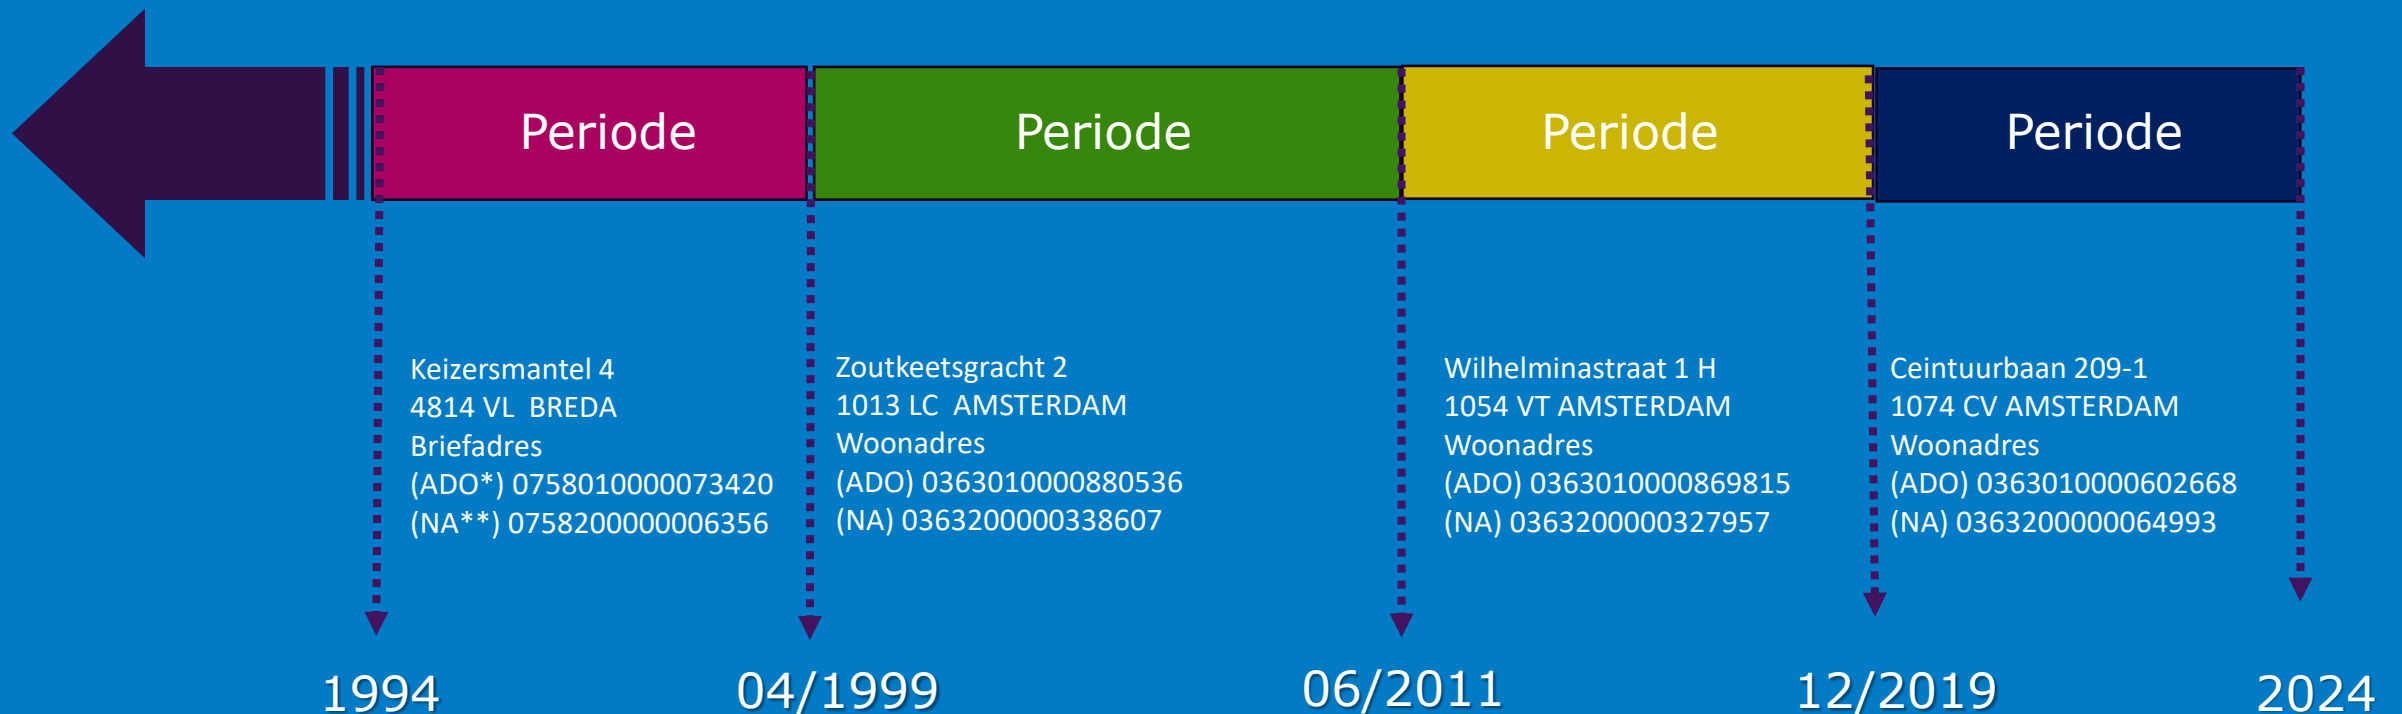 Periode
Periode
Periode
Periode
Keizersmantel 4
4814 VL  BREDA
Briefadres
(ADO*) 0758010000073420
(NA**) 0758200000006356
Zoutkeetsgracht 2
1013 LC  AMSTERDAM
Woonadres
(ADO) 0363010000880536
(NA) 0363200000338607
Wilhelminastraat 1 H
1054 VT AMSTERDAM
Woonadres
(ADO) 0363010000869815
(NA) 0363200000327957
Ceintuurbaan 209-1
1074 CV AMSTERDAM
Woonadres
(ADO) 0363010000602668
(NA) 0363200000064993
1994
04/1999
06/2011
12/2019
2024